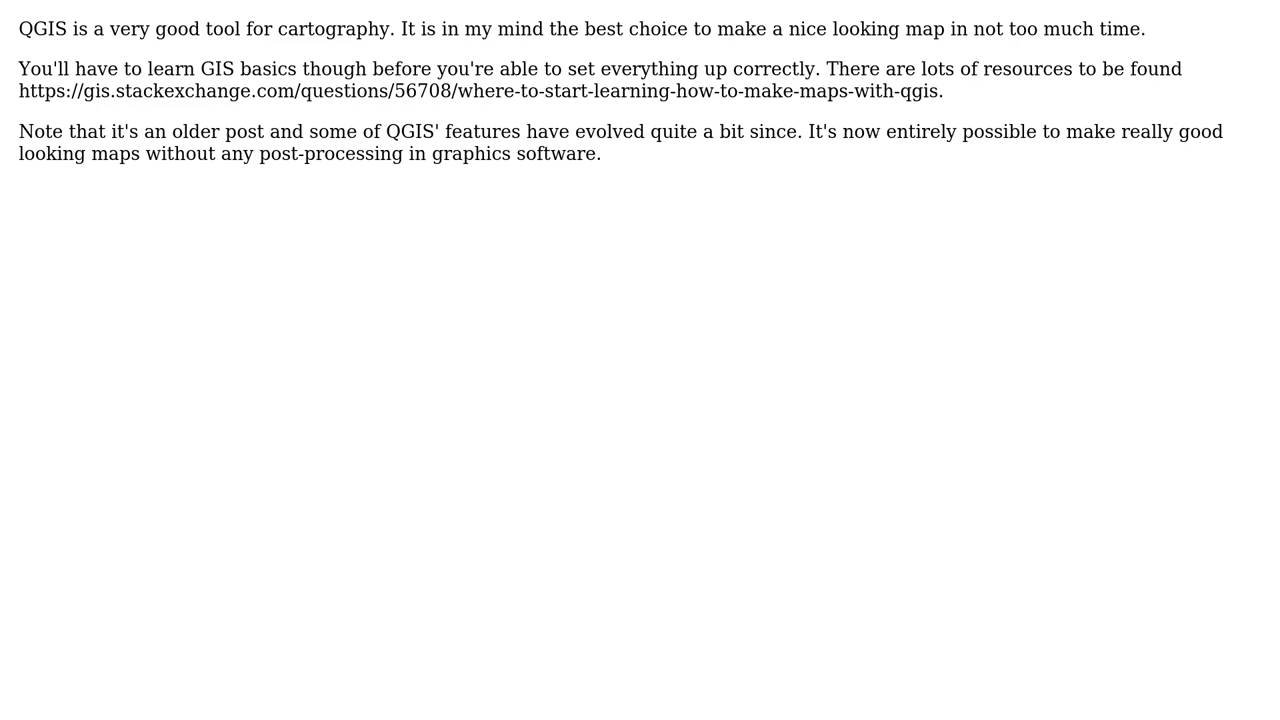 QGIS is a very good tool for cartography. It is in my mind the best choice to make a nice looking map in not too much time.
You'll have to learn GIS basics though before you're able to set everything up correctly. There are lots of resources to be found
https://gis.stackexchange.com/questions/56708/where-to-start-learning-how-to-make-maps-with-qgis.
Note that it's an older post and some of QGIS' features have evolved quite a bit since. It's now entirely possible to make really good
looking maps without any post-processing in graphics software.